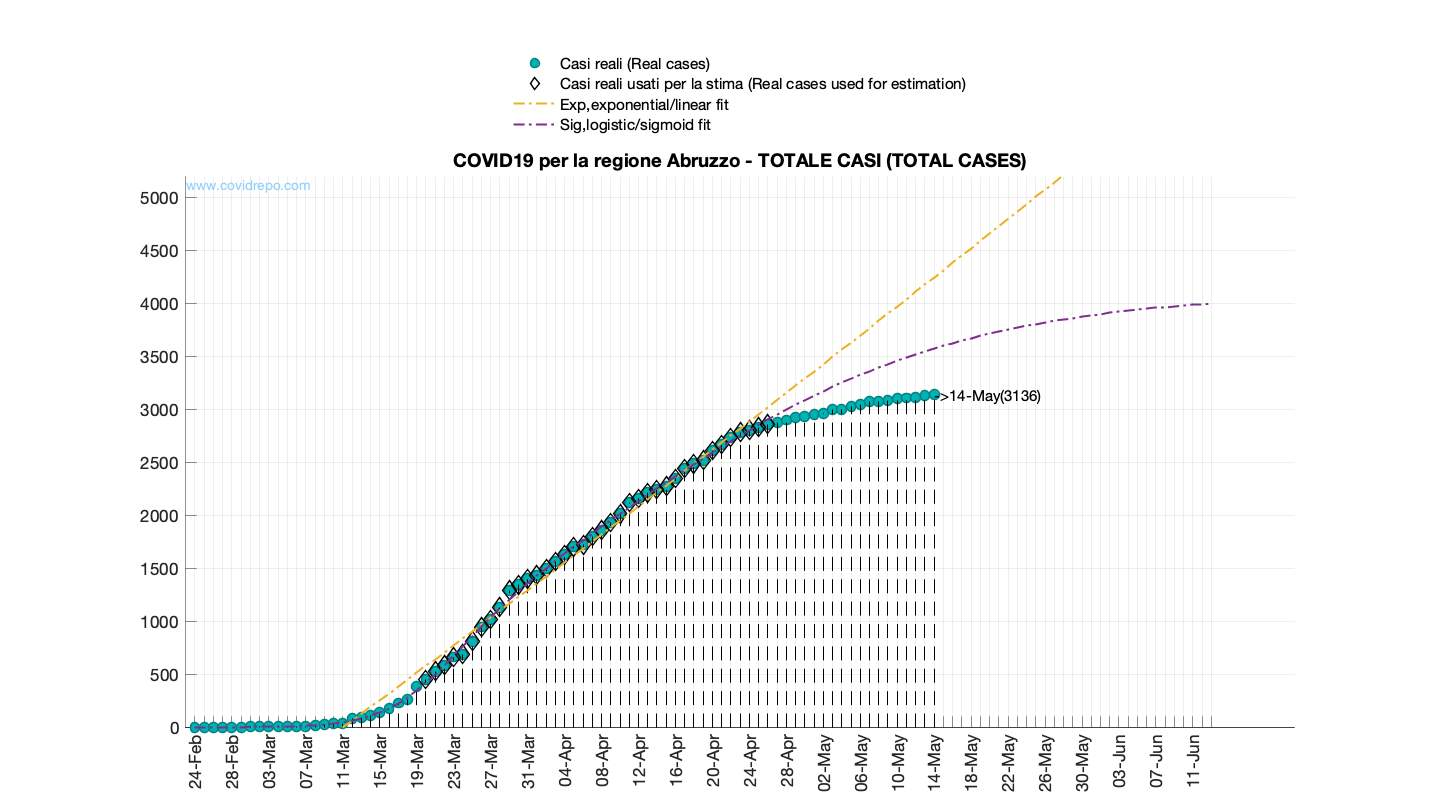 Casi reali (Real cases)
Casi reali usati per la stima (Real cases used for estimation)
Exp,exponential/linear fit
Sig,logistic/sigmoid fit
COVID19 per la regione Abruzzo - TOTALE CASI (TOTAL CASES)
www.covidrepo.com
5000
4500
4000
3500
3000
2500
2000
1500
1000
500
0
->14-May(3136)
24-Feb
28-Feb
03-Mar
07-Mar
11-Mar
15-Mar
19-Mar
23-Mar
27-Mar
31-Mar
04-Apr
08-Apr
12-Apr
16-Apr
20-Apr
24-Apr
28-Apr
02-May
06-May
10-May
14-May
18-May
22-May
26-May
30-May
03-Jun
07-Jun
11-Jun